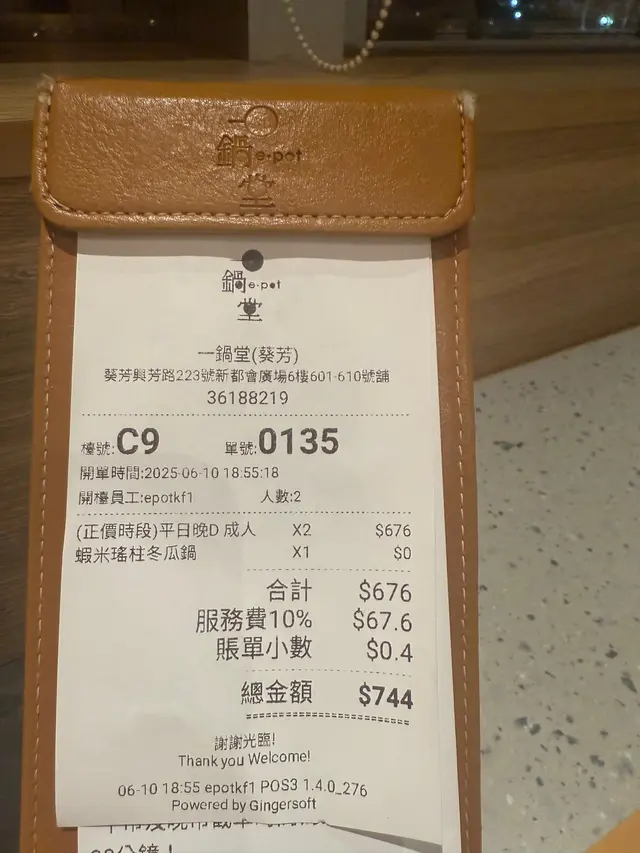 一鍋堂
e·pot
一鍋堂
e·pot
一鍋堂(葵芳)
葵芳興芳路223號新都會廣場6樓601-610號舖
36188219
檯號:C9 單號:0135
開單時間:2025-06-10 18:55:18
開檯員工:epotkf1 人數:2
(正價時段)平日晚D 成人 X2 $676
蝦米瑤柱冬瓜鍋 X1 $0
合計 $676
服務費10% $67.6
賬單小數 $0.4
總金額 $744
謝謝光臨!
Thank you Welcome!
06-10 18:55 epotkf1 POS3 1.4.0_276
Powered by Gingersoft
分鐘!